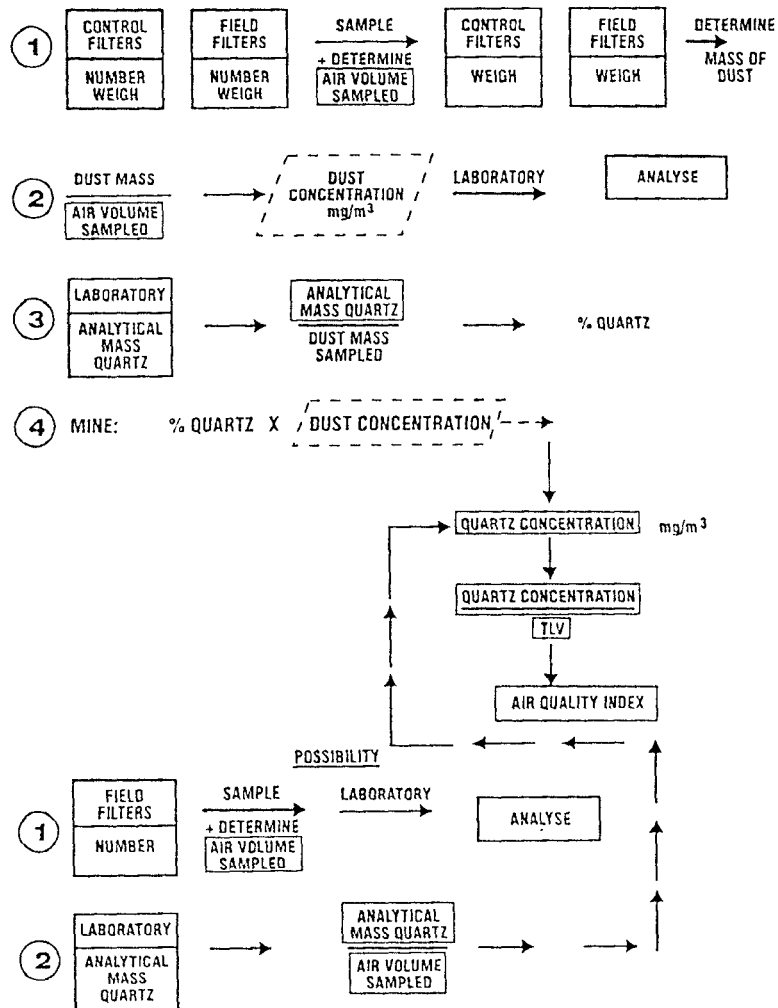 1
CONTROL FILTERS
NUMBER WEIGH
FIELD FILTERS
NUMBER WEIGH
SAMPLE
+ DETERMINE
AIR VOLUME SAMPLED
CONTROL FILTERS
WEIGH
FIELD FILTERS
WEIGH
DETERMINE
MASS OF DUST
2
DUST MASS
AIR VOLUME SAMPLED
DUST CONCENTRATION mg/m³
LABORATORY
ANALYSE
3
LABORATORY
ANALYTICAL MASS QUARTZ
ANALYTICAL MASS QUARTZ
DUST MASS SAMPLED
% QUARTZ
4 MINE: % QUARTZ X DUST CONCENTRATION
QUARTZ CONCENTRATION mg/m³
QUARTZ CONCENTRATION
TLV
AIR QUALITY INDEX
POSSIBILITY
1
FIELD FILTERS
NUMBER
SAMPLE
+ DETERMINE
AIR VOLUME SAMPLED
LABORATORY
ANALYSE
2
LABORATORY
ANALYTICAL MASS QUARTZ
ANALYTICAL MASS QUARTZ
AIR VOLUME SAMPLED